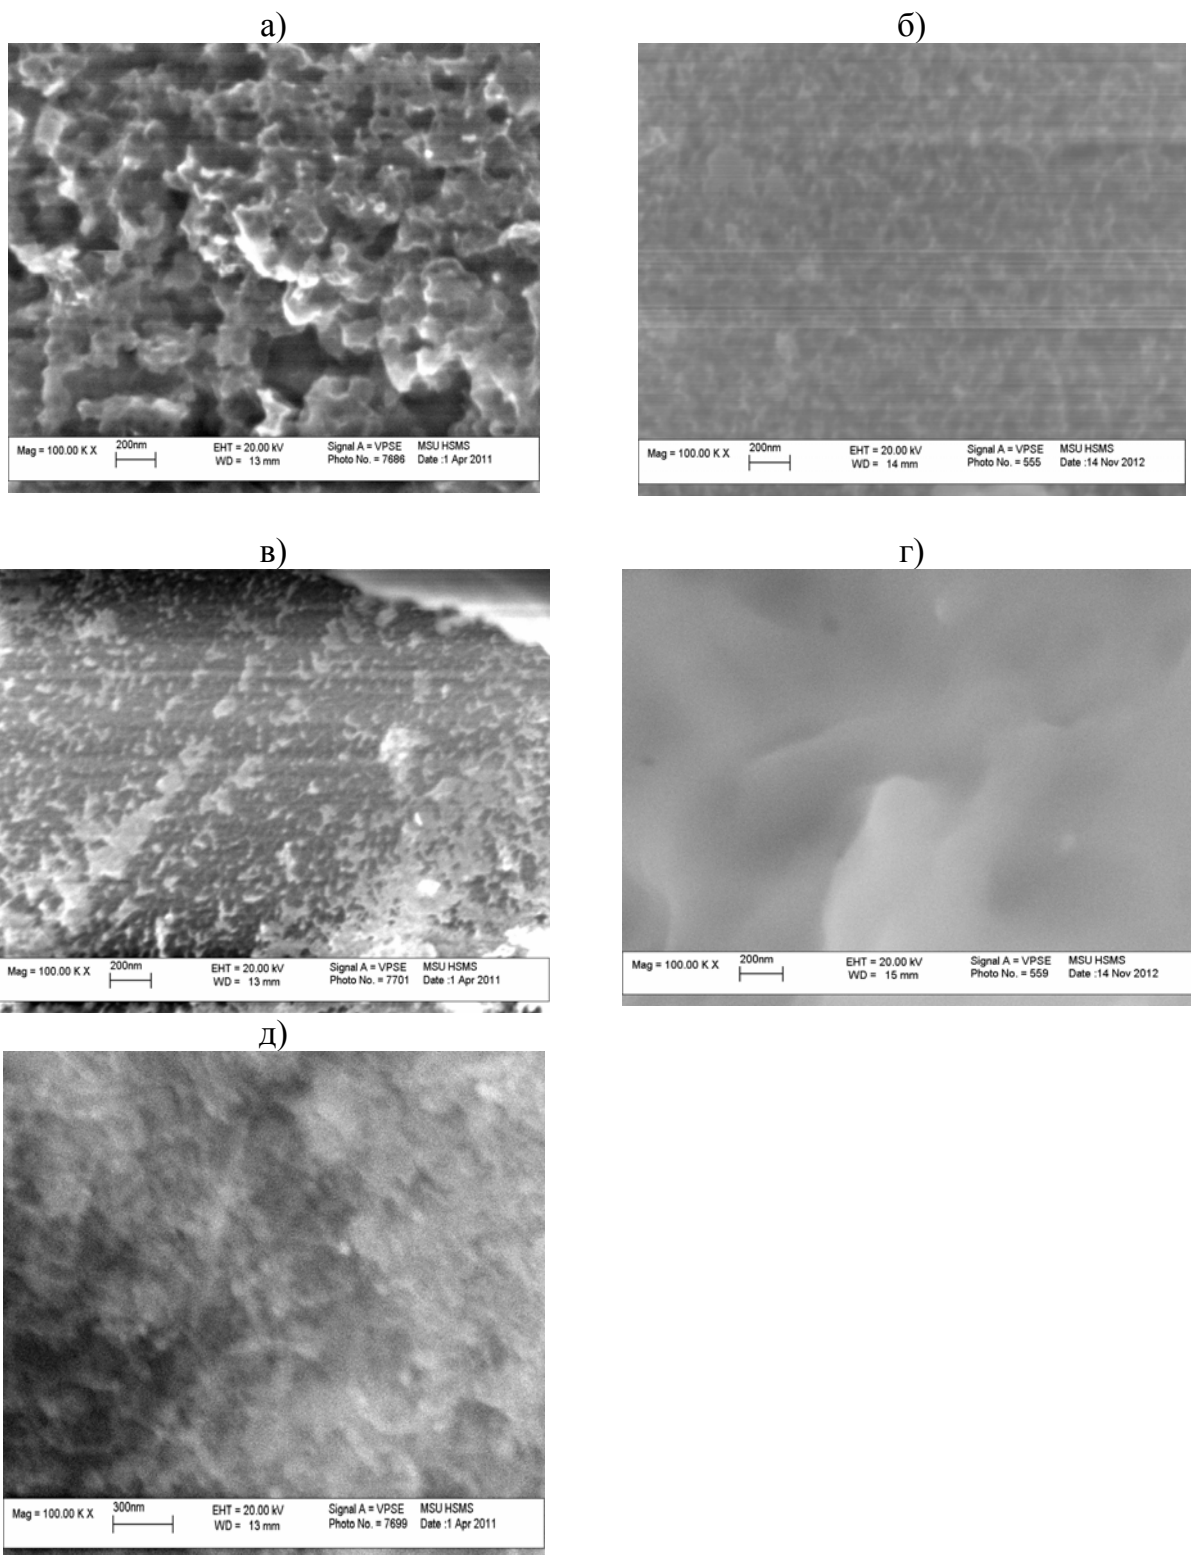 а)
б)
Mag = 100.00 K X 200nm EHT = 20.00 kV Signal A = VPSE MSU HSMS
WD = 13 mm Photo No. = 7686 Date :1 Apr 2011
Mag = 100.00 K X 200nm EHT = 20.00 kV Signal A = VPSE MSU HSMS
WD = 14 mm Photo No. = 555 Date :14 Nov 2012
в)
г)
Mag = 100.00 K X 200nm EHT = 20.00 kV Signal A = VPSE MSU HSMS
WD = 13 mm Photo No. = 7701 Date :1 Apr 2011
Mag = 100.00 K X 200nm EHT = 20.00 kV Signal A = VPSE MSU HSMS
WD = 15 mm Photo No. = 559 Date :14 Nov 2012
д)
Mag = 100.00 K X 300nm EHT = 20.00 kV Signal A = VPSE MSU HSMS
WD = 13 mm Photo No. = 7699 Date :1 Apr 2011